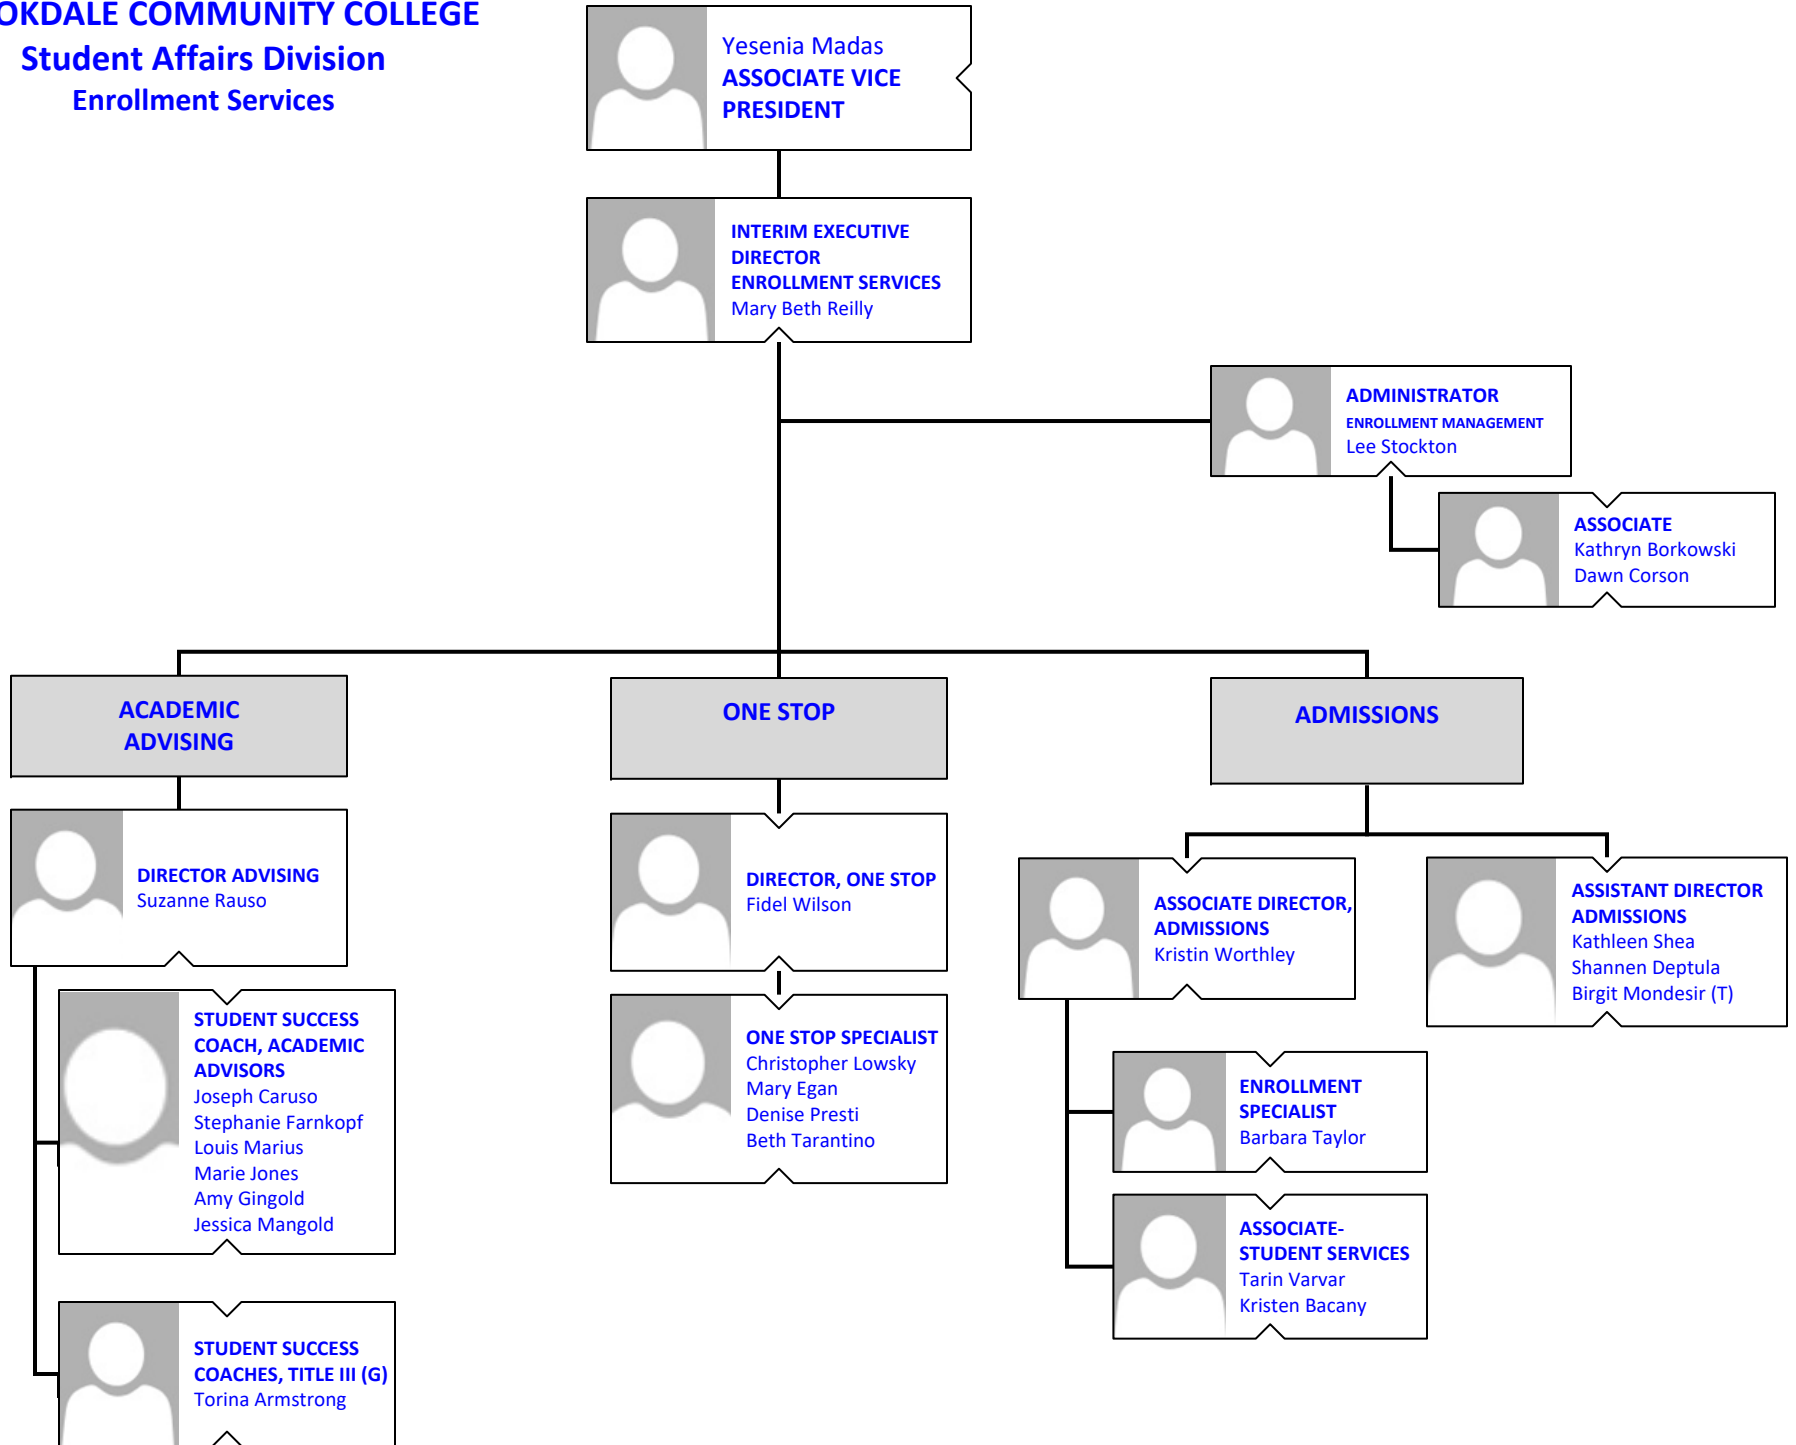 OKDALE COMMUNITY COLLEGE
Student Affairs Division
Enrollment Services
Yesenia Madas
ASSOCIATE VICE
PRESIDENT
INTERIM EXECUTIVE
DIRECTOR
ENROLLMENT SERVICES
Mary Beth Reilly
ADMINISTRATOR
ENROLLMENT MANAGEMENT
Lee Stockton
ASSOCIATE
Kathryn Borkowski
Dawn Corson
ACADEMIC
ADVISING
ONE STOP
ADMISSIONS
DIRECTOR ADVISING
Suzanne Rauso
STUDENT SUCCESS
COACH, ACADEMIC
ADVISORS
Joseph Caruso
Stephanie Farnkopf
Louis Marius
Marie Jones
Amy Gingold
Jessica Mangold
STUDENT SUCCESS
COACHES, TITLE III (G)
Torina Armstrong
DIRECTOR, ONE STOP
Fidel Wilson
ONE STOP SPECIALIST
Christopher Lowsky
Mary Egan
Denise Presti
Beth Tarantino
ASSOCIATE DIRECTOR,
ADMISSIONS
Kristin Worthley
ENROLLMENT
SPECIALIST
Barbara Taylor
ASSOCIATE-
STUDENT SERVICES
Tarin Varvar
Kristen Bacany
ASSISTANT DIRECTOR
ADMISSIONS
Kathleen Shea
Shannen Deptula
Birgit Mondesir (T)